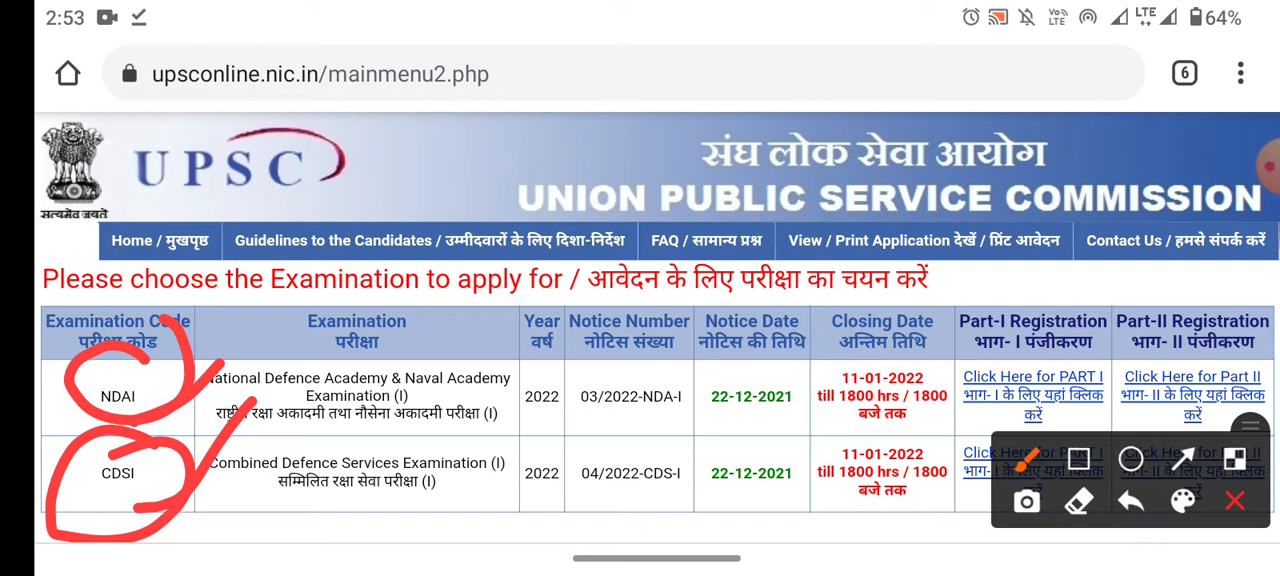 2:53
LTE
Vo)) LTE
64%
upsconline.nic.in/mainmenu2.php
6
सत्यमेव जयते
UPSC
संघ लोक सेवा आयोग
UNION PUBLIC SERVICE COMMISSION
Home / मुखपृष्ठ
Guidelines to the Candidates / उम्मीदवारों के लिए दिशा-निर्देश
FAQ / सामान्य प्रश्न
View / Print Application देखें / प्रिंट आवेदन
Contact Us / हमसे संपर्क करें
Please choose the Examination to apply for / आवेदन के लिए परीक्षा का चयन करें
Examination Code
परीक्षा कोड
Examination
परीक्षा
Year
वर्ष
Notice Number
नोटिस संख्या
Notice Date
नोटिस की तिथि
Closing Date
अन्तिम तिथि
Part-I Registration
भाग- I पंजीकरण
Part-II Registration
भाग- II पंजीकरण
NDAI
National Defence Academy & Naval Academy
Examination (I)
राष्ट्रीय रक्षा अकादमी तथा नौसेना अकादमी परीक्षा (I)
2022
03/2022-NDA-I
22-12-2021
11-01-2022
till 1800 hrs / 1800
बजे तक
Click Here for PART I
भाग- I के लिए यहां क्लिक
करें
Click Here for Part II
भाग- II के लिए यहां क्लिक
करें
CDSI
Combined Defence Services Examination (I)
सम्मिलित रक्षा सेवा परीक्षा (I)
2022
04/2022-CDS-I
22-12-2021
11-01-2022
till 1800 hrs / 1800
बजे तक